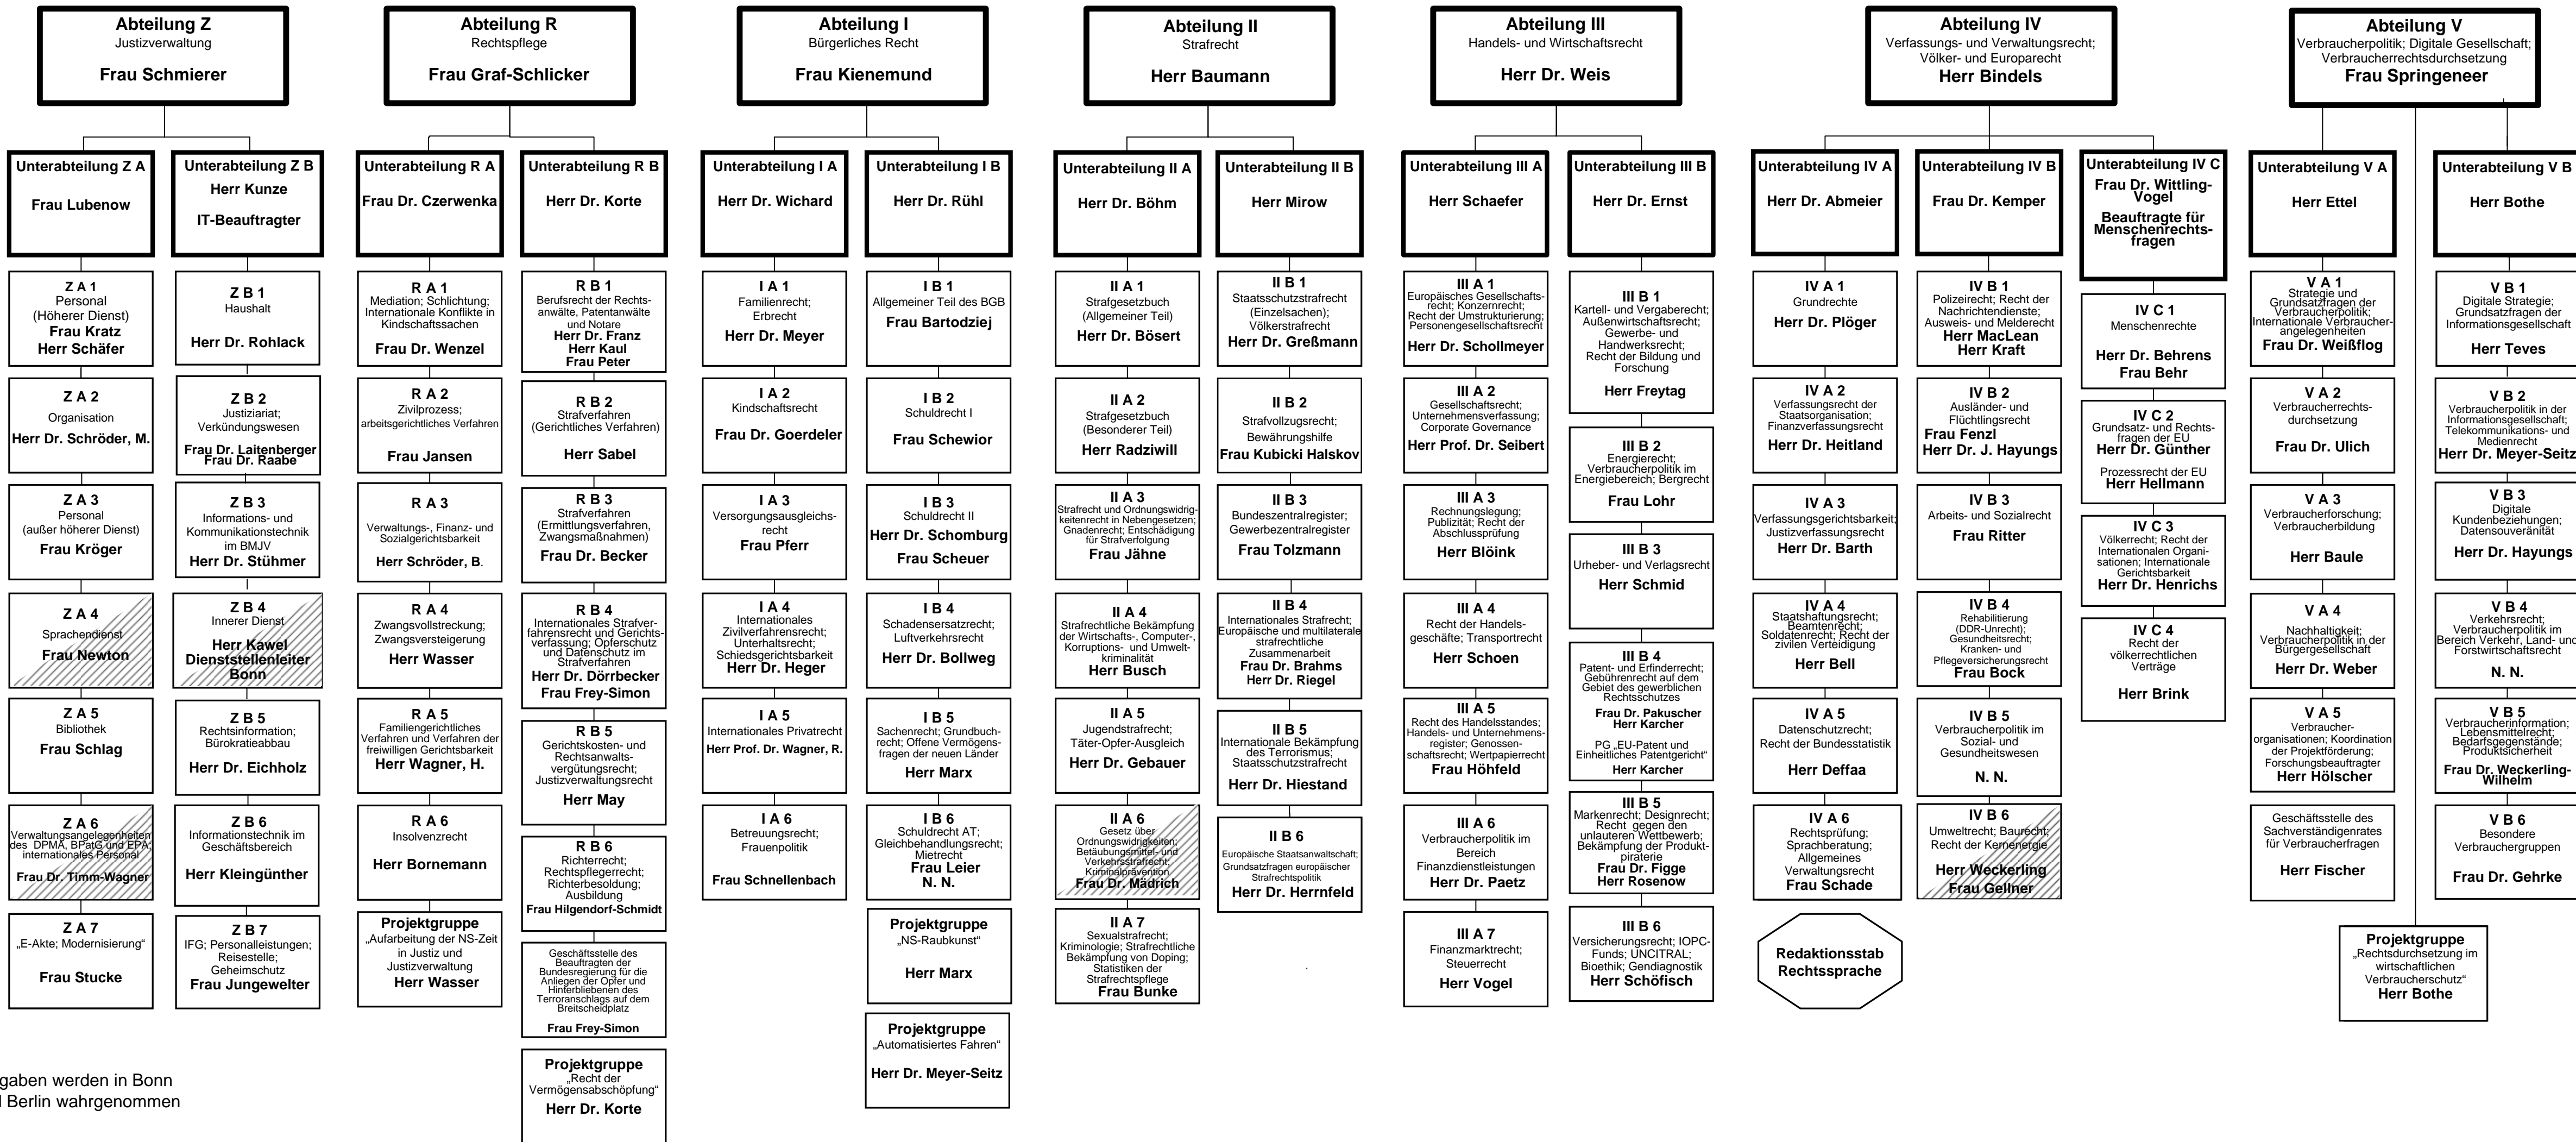 Abteilung Z
Justizverwaltung
Frau Schmierer
Unterabteilung Z A
Frau Lubenow
Z A 1
Personal
(Höherer Dienst)
Frau Kratz
Herr Schäfer
Z A 2
Organisation
Herr Dr. Schröder, M.
Z A 3
Personal
(außer höherer Dienst)
Frau Kröger
Z A 4
Sprachendienst
Frau Newton
Z A 5
Bibliothek
Frau Schlag
Z A 6
Verwaltungsangelegenheiten
des DPMA, BPatG und EPA;
internationales Personal
Frau Dr. Timm-Wagner
Z A 7
„E-Akte; Modernisierung“
Frau Stucke
Unterabteilung Z B
Herr Kunze
IT-Beauftragter
Z B 1
Haushalt
Herr Dr. Rohlack
Z B 2
Justiziariat;
Verkündungswesen
Frau Dr. Laitenberger
Frau Dr. Raabe
Z B 3
Informations- und
Kommunikationstechnik
im BMJV
Herr Dr. Stühmer
Z B 4
Innerer Dienst
Herr Kawel
Dienststellenleiter
Bonn
Z B 5
Rechtsinformation;
Bürokratieabbau
Herr Dr. Eichholz
Z B 6
Informationstechnik im
Geschäftsbereich
Herr Kleingünther
Z B 7
IFG; Personalleistungen;
Reisestelle;
Geheimschutz
Frau Jungewelter
Abteilung R
Rechtspflege
Frau Graf-Schlicker
Unterabteilung R A
Frau Dr. Czerwenka
R A 1
Mediation; Schlichtung;
Internationale Konflikte in
Kindschaftssachen
Frau Dr. Wenzel
R A 2
Zivilprozess;
arbeitsgerichtliches Verfahren
Frau Jansen
R A 3
Verwaltungs-, Finanz- und
Sozialgerichtsbarkeit
Herr Schröder, B.
R A 4
Zwangsvollstreckung;
Zwangsversteigerung
Herr Wasser
R A 5
Familiengerichtliches
Verfahren und Verfahren der
freiwilligen Gerichtsbarkeit
Herr Wagner, H.
R A 6
Insolvenzrecht
Herr Bornemann
Projektgruppe
„Aufarbeitung der NS-Zeit
in Justiz und
Justizverwaltung
Herr Wasser
Unterabteilung R B
Herr Dr. Korte
R B 1
Berufsrecht der Rechts-
anwälte, Patentanwälte
und Notare
Herr Dr. Franz
Herr Kaul
Frau Peter
R B 2
Strafverfahren
(Gerichtliches Verfahren)
Herr Sabel
R B 3
Strafverfahren
(Ermittlungsverfahren,
Zwangsmaßnahmen)
Frau Dr. Becker
R B 4
Internationales Strafver-
fahrensrecht und Gerichts-
verfassung; Opferschutz
und Datenschutz im
Strafverfahren
Herr Dr. Dörrbecker
Frau Frey-Simon
R B 5
Gerichtskosten- und
Rechtsanwalts-
vergütungsrecht;
Justizverwaltungsrecht
Herr May
R B 6
Richterrecht;
Rechtspflegerrecht;
Richterbesoldung;
Ausbildung
Frau Hilgendorf-Schmidt
Geschäftsstelle des
Beauftragten der
Bundesregierung für die
Anliegen der Opfer und
Hinterbliebenen des
Terroranschlags auf dem
Breitscheidplatz
Frau Frey-Simon
Projektgruppe
„Recht der
Vermögensabschöpfung“
Herr Dr. Korte
Abteilung I
Bürgerliches Recht
Frau Kienemund
Unterabteilung I A
Herr Dr. Wichard
I A 1
Familienrecht;
Erbrecht
Herr Dr. Meyer
I A 2
Kindschaftsrecht
Frau Dr. Goerdeler
I A 3
Versorgungsausgleichs-
recht
Frau Pferr
I A 4
Internationales
Zivilverfahrensrecht;
Unterhaltsrecht;
Schiedsgerichtsbarkeit
Herr Dr. Heger
I A 5
Internationales Privatrecht
Herr Prof. Dr. Wagner, R.
I A 6
Betreuungsrecht;
Frauenpolitik
Frau Schnellenbach
Unterabteilung I B
Herr Dr. Rühl
I B 1
Allgemeiner Teil des BGB
Frau Bartodziej
I B 2
Schuldrecht I
Frau Schewior
I B 3
Schuldrecht II
Herr Dr. Schomburg
Frau Scheuer
I B 4
Schadensersatzrecht;
Luftverkehrsrecht
Herr Dr. Bollweg
I B 5
Sachenrecht; Grundbuch-
recht; Offene Vermögens-
fragen der neuen Länder
Herr Marx
I B 6
Schuldrecht AT;
Gleichbehandlungsrecht;
Mietrecht
Frau Leier
N. N.
Projektgruppe
„NS-Raubkunst“
Herr Marx
Projektgruppe
„Automatisiertes Fahren“
Herr Dr. Meyer-Seitz
Abteilung II
Strafrecht
Herr Baumann
Unterabteilung II A
Herr Dr. Böhm
II A 1
Strafgesetzbuch
(Allgemeiner Teil)
Herr Dr. Bösert
II A 2
Strafgesetzbuch
(Besonderer Teil)
Herr Radziwill
II A 3
Strafrecht und Ordnungswidrig-
keitenrecht in Nebengesetzen;
Gnadenrecht; Entschädigung
für Strafverfolgung
Frau Jähne
II A 4
Strafrechtliche Bekämpfung
der Wirtschafts-, Computer-,
Korruptions- und Umwelt-
kriminalität
Herr Busch
II A 5
Jugendstrafrecht;
Täter-Opfer-Ausgleich
Herr Dr. Gebauer
II A 6
Gesetz über
Ordnungswidrigkeiten;
Betäubungsmittel- und
Verkehrsstrafrecht;
Kriminalprävention
Frau Dr. Mädrich
II A 7
Sexualstrafrecht;
Kriminologie; Strafrechtliche
Bekämpfung von Doping;
Statistiken der
Strafrechtspflege
Frau Bunke
Unterabteilung II B
Herr Mirow
II B 1
Staatsschutzstrafrecht
(Einzelsachen);
Völkerstrafrecht
Herr Dr. Greßmann
II B 2
Strafvollzugsrecht;
Bewährungshilfe
Frau Kubicki Halskov
II B 3
Bundeszentralregister;
Gewerbezentralregister
Frau Tolzmann
II B 4
Internationales Strafrecht;
Europäische und multilaterale
strafrechtliche
Zusammenarbeit
Frau Dr. Brahms
Herr Dr. Riegel
II B 5
Internationale Bekämpfung
des Terrorismus;
Staatsschutzstrafrecht
Herr Dr. Hiestand
II B 6
Europäische Staatsanwaltschaft;
Grundsatzfragen europäischer
Strafrechtspolitik
Herr Dr. Herrnfeld
Abteilung III
Handels- und Wirtschaftsrecht
Herr Dr. Weis
Unterabteilung III A
Herr Schaefer
III A 1
Europäisches Gesellschafts-
recht; Konzernrecht;
Recht der Umstrukturierung;
Personengesellschaftsrecht
Herr Dr. Schollmeyer
III A 2
Gesellschaftsrecht;
Unternehmensverfassung;
Corporate Governance
Herr Prof. Dr. Seibert
III A 3
Rechnungslegung;
Publizität; Recht der
Abschlussprüfung
Herr Blöink
III A 4
Recht der Handels-
geschäfte; Transportrecht
Herr Schoen
III A 5
Recht des Handelsstandes;
Handels- und Unternehmens-
register; Genossen-
schaftsrecht; Wertpapierrecht
Frau Höhfeld
III A 6
Verbraucherpolitik im
Bereich
Finanzdienstleistungen
Herr Dr. Paetz
III A 7
Finanzmarktrecht;
Steuerrecht
Herr Vogel
Unterabteilung III B
Herr Dr. Ernst
III B 1
Kartell- und Vergaberecht;
Außenwirtschaftsrecht;
Gewerbe- und
Handwerksrecht;
Recht der Bildung und
Forschung
Herr Freytag
III B 2
Energierecht;
Verbraucherpolitik im
Energiebereich; Bergrecht
Frau Lohr
III B 3
Urheber- und Verlagsrecht
Herr Schmid
III B 4
Patent- und Erfinderrecht;
Gebührenrecht auf dem
Gebiet des gewerblichen
Rechtsschutzes
Frau Dr. Pakuscher
Herr Karcher
PG „EU-Patent und
Einheitliches Patentgericht“
Herr Karcher
III B 5
Markenrecht; Designrecht;
Recht gegen den
unlauteren Wettbewerb;
Bekämpfung der Produkt-
piraterie
Frau Dr. Figge
Herr Rosenow
III B 6
Versicherungsrecht; IOPC-
Funds; UNCITRAL;
Bioethik; Gendiagnostik
Herr Schöfisch
Abteilung IV
Verfassungs- und Verwaltungsrecht;
Völker- und Europarecht
Herr Bindels
Unterabteilung IV A
Herr Dr. Abmeier
IV A 1
Grundrechte
Herr Dr. Plöger
IV A 2
Verfassungsrecht der
Staatsorganisation;
Finanzverfassungsrecht
Herr Dr. Heitland
IV A 3
Verfassungsgerichtsbarkeit;
Justizverfassungsrecht
Herr Dr. Barth
IV A 4
Staatshaftungsrecht;
Beamtenrecht;
Soldatenrecht; Recht der
zivilen Verteidigung
Herr Bell
IV A 5
Datenschutzrecht;
Recht der Bundesstatistik
Herr Deffaa
IV A 6
Rechtsprüfung;
Sprachberatung;
Allgemeines
Verwaltungsrecht
Frau Schade
Redaktionsstab
Rechtssprache
Unterabteilung IV B
Frau Dr. Kemper
IV B 1
Polizeirecht; Recht der
Nachrichtendienste;
Ausweis- und Melderecht
Herr MacLean
Herr Kraft
IV B 2
Ausländer- und
Flüchtlingsrecht
Frau Fenzl
Herr Dr. J. Hayungs
IV B 3
Arbeits- und Sozialrecht
Frau Ritter
IV B 4
Rehabilitierung
(DDR-Unrecht);
Gesundheitsrecht;
Kranken- und
Pflegeversicherungsrecht
Frau Bock
IV B 5
Verbraucherpolitik im
Sozial- und
Gesundheitswesen
N. N.
IV B 6
Umweltrecht; Baurecht;
Recht der Kernenergie
Herr Weckerling
Frau Gellner
Unterabteilung IV C
Frau Dr. Wittling-
Vogel
Beauftragte für
Menschenrechts-
fragen
IV C 1
Menschenrechte
Herr Dr. Behrens
Frau Behr
IV C 2
Grundsatz- und Rechts-
fragen der EU
Herr Dr. Günther
Prozessrecht der EU
Herr Hellmann
IV C 3
Völkerrecht; Recht der
Internationalen Organi-
sationen; Internationale
Gerichtsbarkeit
Herr Dr. Henrichs
IV C 4
Recht der
völkerrechtlichen
Verträge
Herr Brink
Abteilung V
Verbraucherpolitik; Digitale Gesellschaft;
Verbraucherrechtsdurchsetzung
Frau Springeneer
Unterabteilung V A
Herr Ettel
V A 1
Strategie und
Grundsatzfragen der
Verbraucherpolitik;
Internationale Verbraucher-
angelegenheiten
Frau Dr. Weißflog
V A 2
Verbraucherrechts-
durchsetzung
Frau Dr. Ulich
V A 3
Verbraucherforschung;
Verbraucherbildung
Herr Baule
V A 4
Nachhaltigkeit;
Verbraucherpolitik in der
Bürgergesellschaft
Herr Dr. Weber
V A 5
Verbraucher-
organisationen; Koordination
der Projektförderung;
Forschungsbeauftragter
Herr Hölscher
Geschäftsstelle des
Sachverständigenrates
für Verbraucherfragen
Herr Fischer
Projektgruppe
„Rechtsdurchsetzung im
wirtschaftlichen
Verbraucherschutz“
Herr Bothe
Unterabteilung V B
Herr Bothe
V B 1
Digitale Strategie;
Grundsatzfragen der
Informationsgesellschaft
Herr Teves
V B 2
Verbraucherpolitik in der
Informationsgesellschaft;
Telekommunikations- und
Medienrecht
Herr Dr. Meyer-Seitz
V B 3
Digitale
Kundenbeziehungen;
Datensouveränität
Herr Dr. Hayungs
V B 4
Verkehrsrecht;
Verbraucherpolitik im
Bereich Verkehr, Land- und
Forstwirtschaftsrecht
N. N.
V B 5
Verbraucherinformation;
Lebensmittelrecht;
Bedarfsgegenstände;
Produktsicherheit
Frau Dr. Weckerling-
Wilhelm
V B 6
Besondere
Verbrauchergruppen
Frau Dr. Gehrke
gaben werden in Bonn
Berlin wahrgenommen